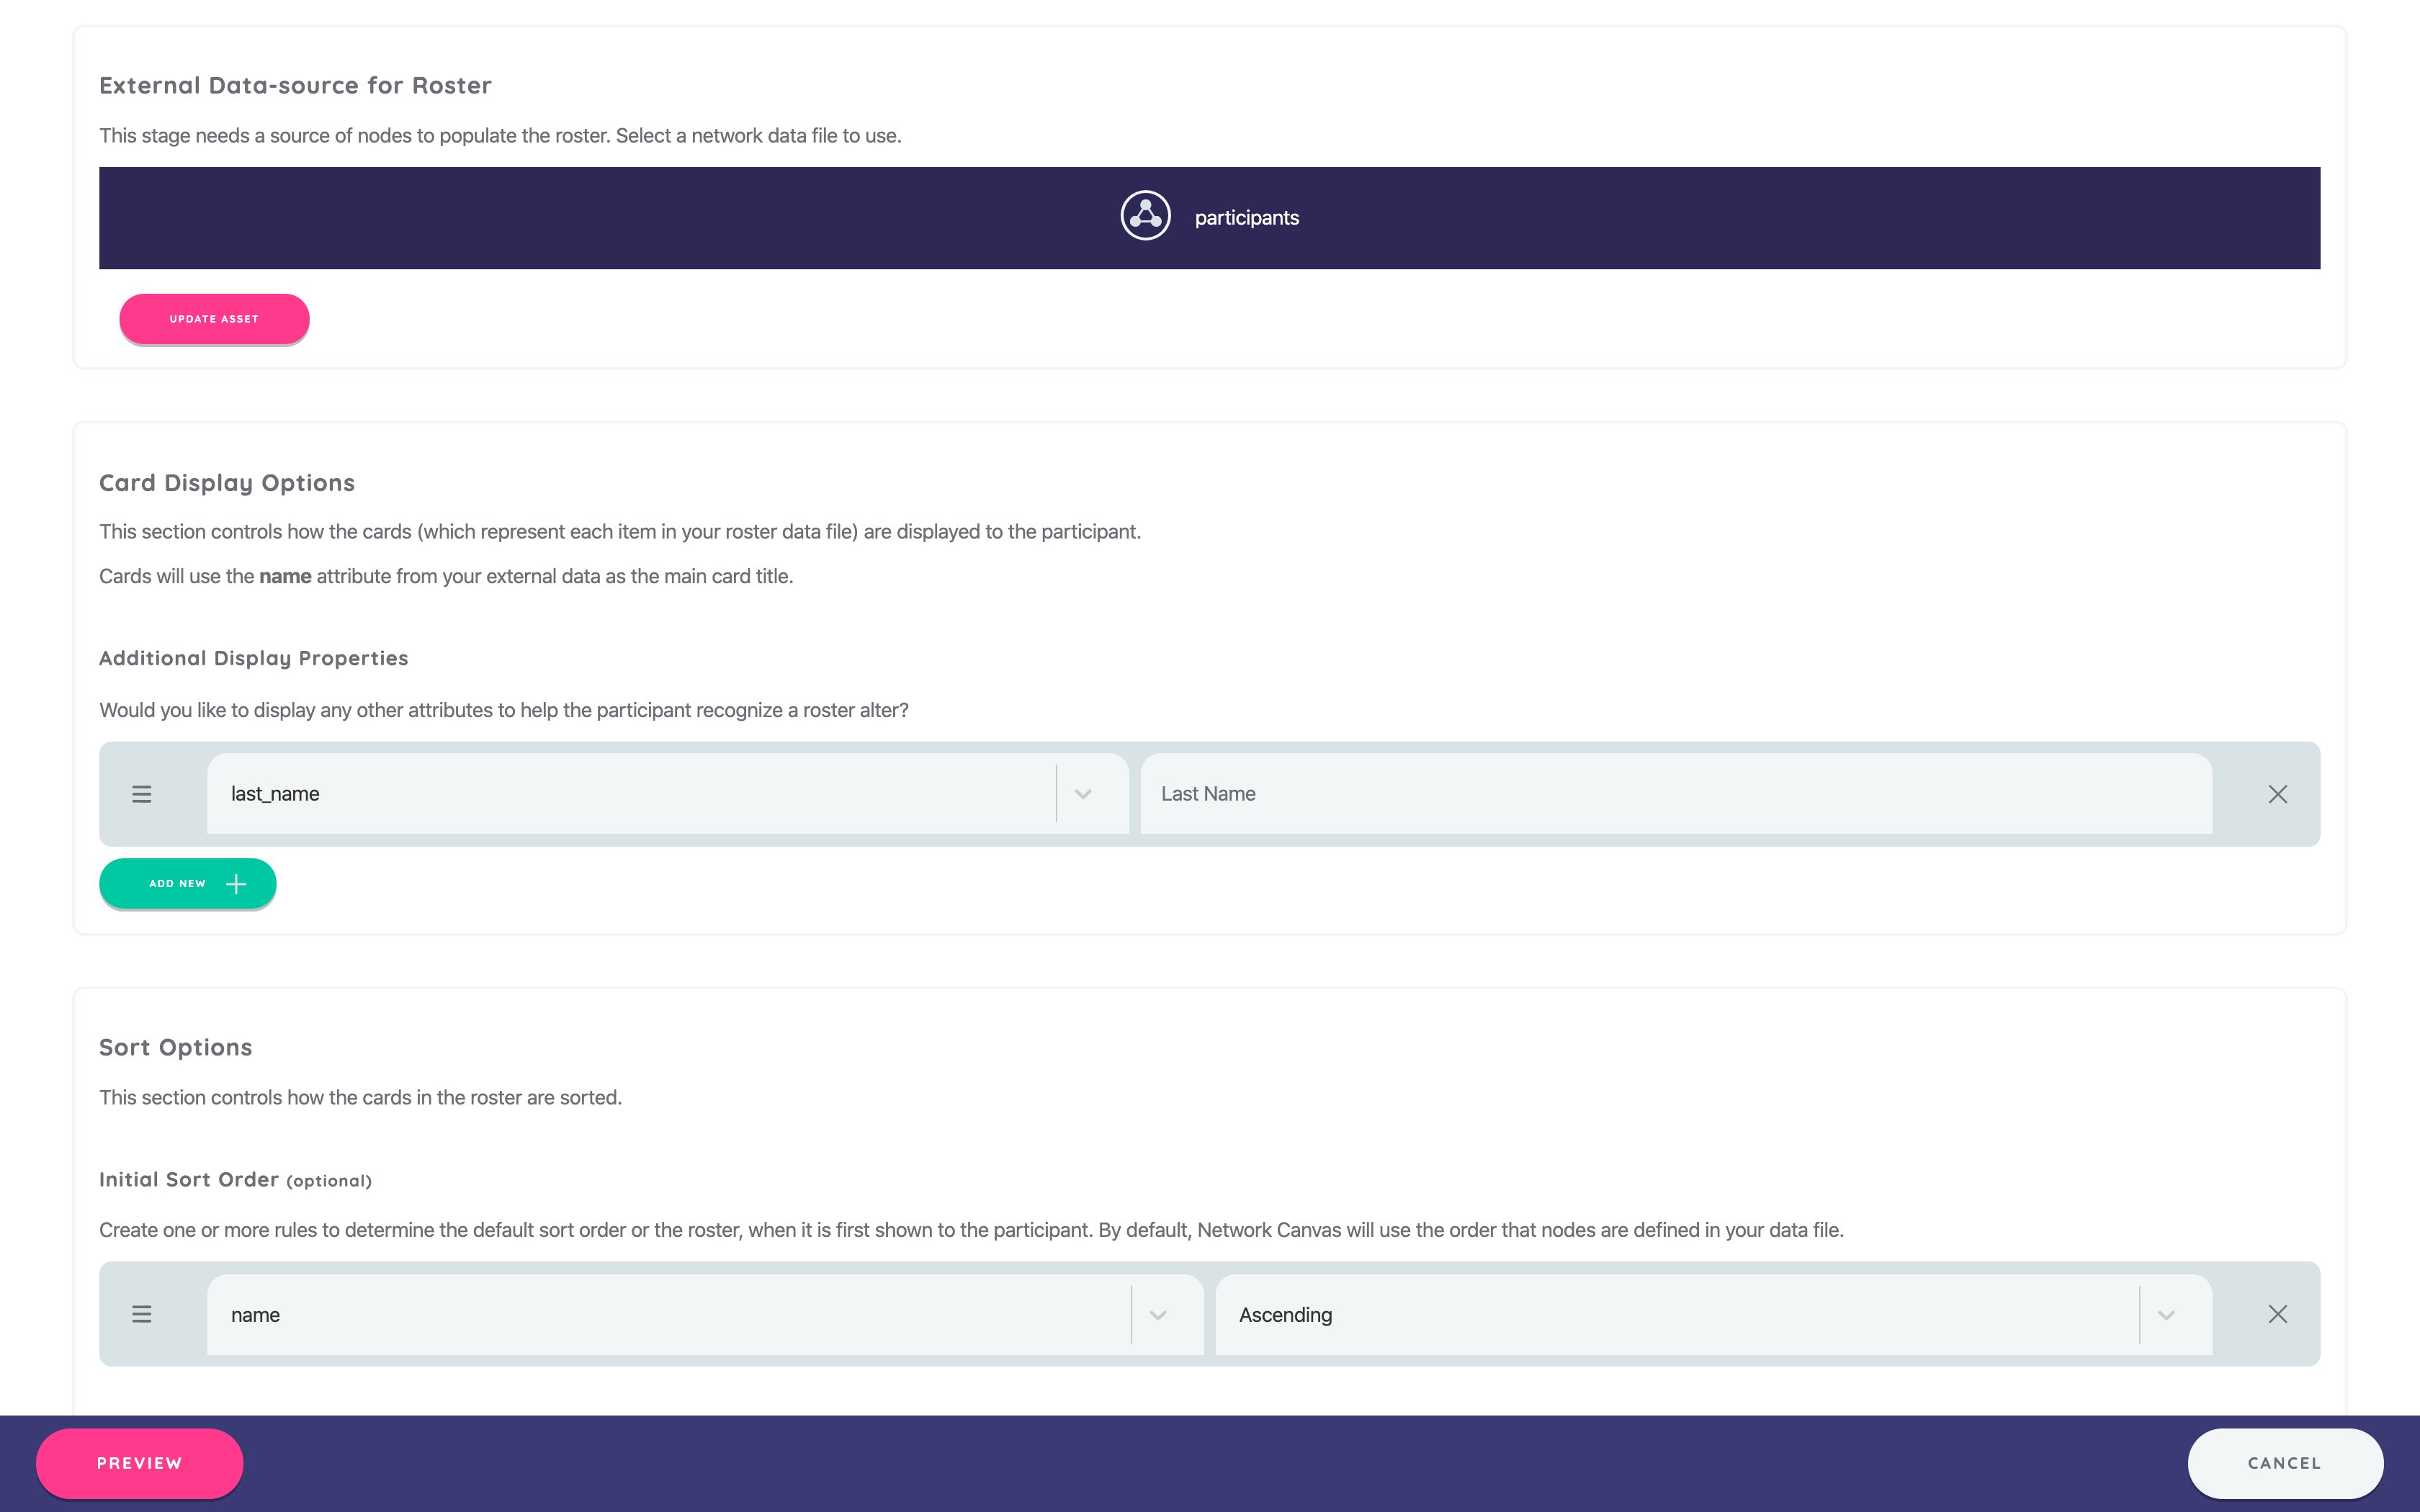 External Data-source for Roster
This stage needs a source of nodes to populate the roster. Select a network data file to use.
participants
UPDATE ASSET
Card Display Options
This section controls how the cards (which represent each item in your roster data file) are displayed to the participant.
Cards will use the name attribute from your external data as the main card title.
Additional Display Properties
Would you like to display any other attributes to help the participant recognize a roster alter?
last_name Last Name
ADD NEW
Sort Options
This section controls how the cards in the roster are sorted.
Initial Sort Order (optional)
Create one or more rules to determine the default sort order or the roster, when it is first shown to the participant. By default, Network Canvas will use the order that nodes are defined in your data file.
name Ascending
PREVIEW CANCEL